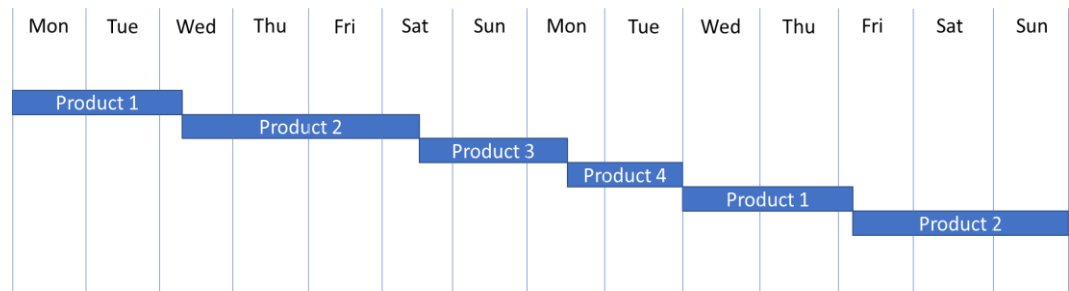 Mon Tue Wed Thu Fri Sat Sun Mon Tue Wed Thu Fri Sat Sun
Product 1
Product 2
Product 3
Product 4
Product 1
Product 2